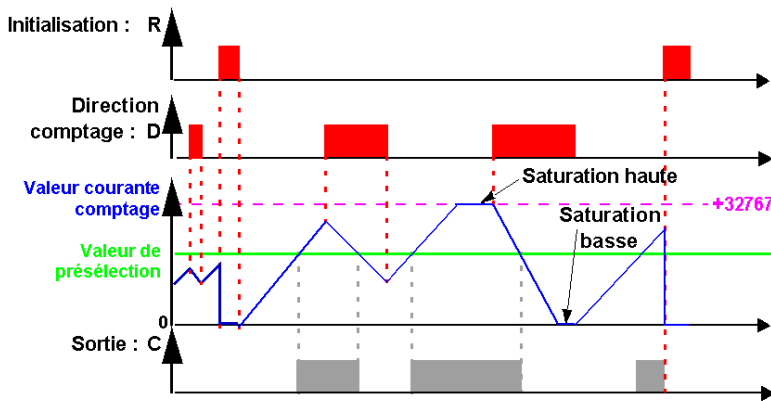 Initialisation : R
Direction
comptage : D
Valeur courante
comptage
Saturation haute
+32767
Saturation
basse
Valeur de
présélection
0
Sortie : C